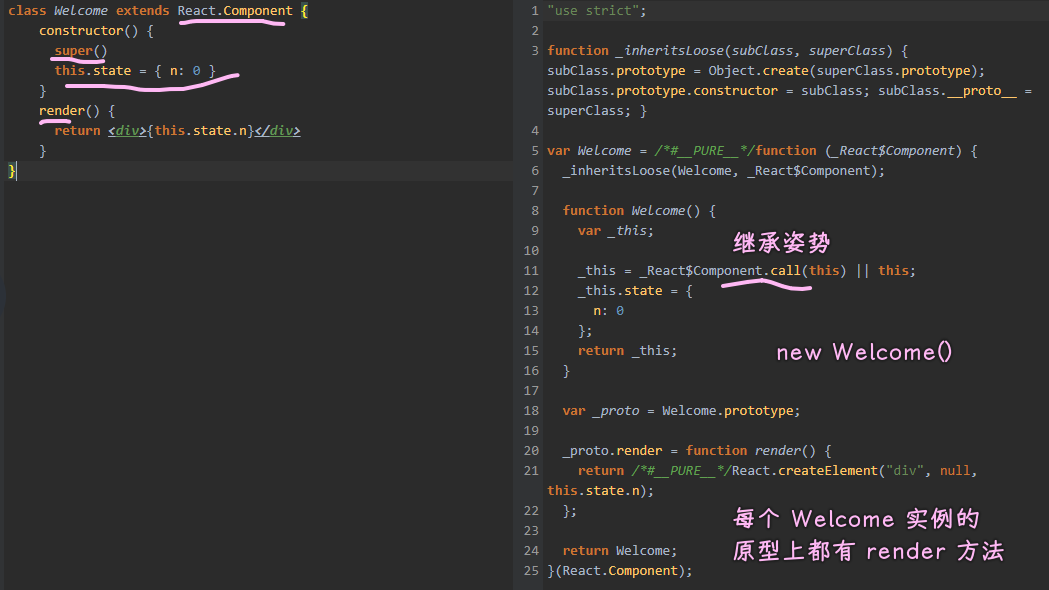 class Welcome extends React.Component {
constructor() {
super()
this.state = { n: 0 }
}
render() {
return <div>{this.state.n}</div>
}
}
1 "use strict";
2
3 function _inheritsLoose(subClass, superClass) {
subClass.prototype = Object.create(superClass.prototype);
subClass.prototype.constructor = subClass; subClass.__proto__ =
superClass; }
4
5 var Welcome = /*#__PURE__*/function (_React$Component) {
6 _inheritsLoose(Welcome, _React$Component);
7
8 function Welcome() {
9 var _this;
继承姿势
10
11 _this = _React$Component.call(this) || this;
12 _this.state = {
13 n: 0
14 };
15 return _this;
new Welcome()
16 }
17
18 var _proto = Welcome.prototype;
19
20 _proto.render = function render() {
21 return /*#__PURE__*/React.createElement("div", null,
this.state.n);
22 };
每个 Welcome 实例的
原型上都有 render 方法
23
24 return Welcome;
25 }(React.Component);